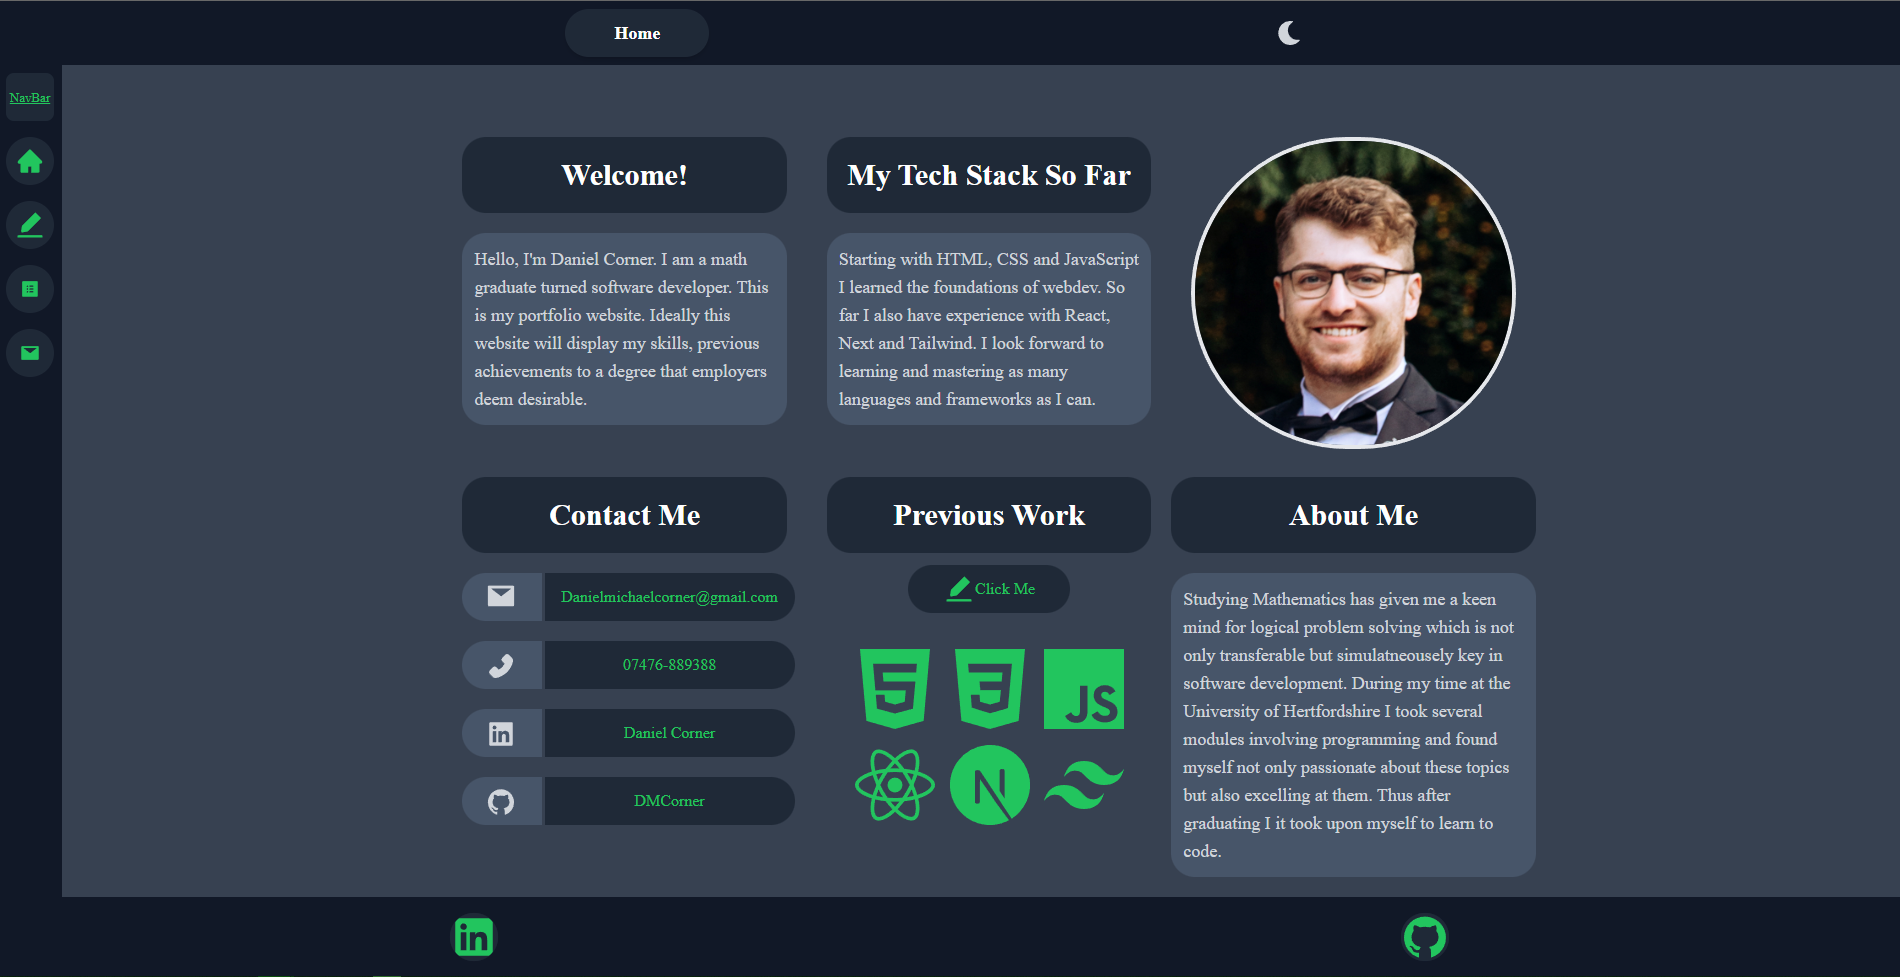 Home
NavBar
Welcome!
Hello, I'm Daniel Corner. I am a math
graduate turned software developer. This
is my portfolio website. Ideally this
website will display my skills, previous
achievements to a degree that employers
deem desirable.
My Tech Stack So Far
Starting with HTML, CSS and JavaScript
I learned the foundations of webdev. So
far I also have experience with React,
Next and Tailwind. I look forward to
learning and mastering as many
languages and frameworks as I can.
Contact Me
Danielmichaelcorner@gmail.com
07476-889388
in
Daniel Corner
DMCorner
Previous Work
Click Me
5
3
JS
N
About Me
Studying Mathematics has given me a keen
mind for logical problem solving which is not
only transferable but simulatneousely key in
software development. During my time at the
University of Hertfordshire I took several
modules involving programming and found
myself not only passionate about these topics
but also excelling at them. Thus after
graduating I it took upon myself to learn to
code.
in